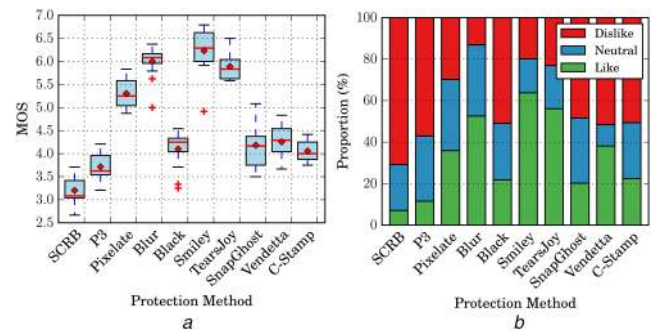 7.0
6.5
6.0
5.5
5.0
4.5
4.0
3.5
3.0
2.5
MOS
SCRB
P3
Pixelate
Blur
Black
Smiley
TearsJoy
SnapGhost
Vendetta
C-Stamp
Protection Method
a
100
80
60
40
20
0
Proportion (%)
Dislike
Neutral
Like
SCRB
P3
Pixelate
Blur
Black
Smiley
TearsJoy
SnapGhost
Vendetta
C-Stamp
Protection Method
b